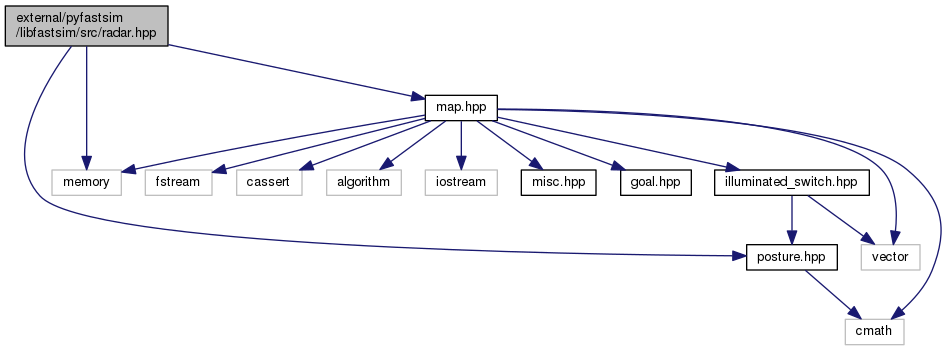 external/pyfastsim
/libfastsim/src/radar.hpp
map.hpp
memory
fstream
cassert
algorithm
iostream
misc.hpp
goal.hpp
illuminated_switch.hpp
posture.hpp
vector
cmath